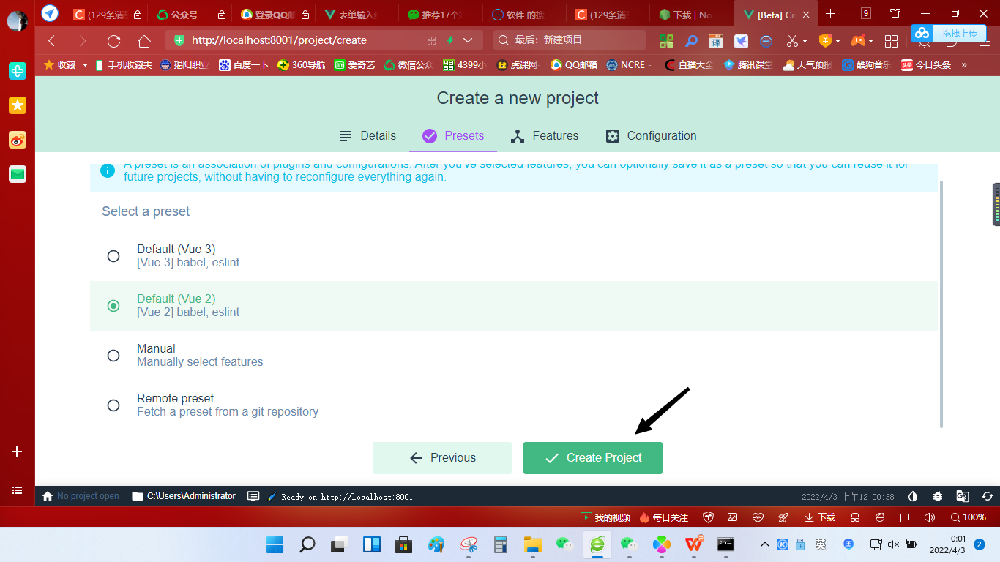 (129条消
公众号
登录QQ邮
表单输入
推荐17个
软件 的搜
(129条消
下载 | No
[Beta] Cr
9
http://localhost:8001/project/create
最后：新建项目
译
拖拽上传
收藏
手机收藏夹
揭阳职业
百度一下
360导航
爱奇艺
微信公众
4399小
虎课网
QQ邮箱
NCRE -
直播大全
腾讯课堂
天气预报
酷狗音乐
头条
今日头条
»
Create a new project
Details
Presets
Features
Configuration
A preset is an association of plugins and configurations. After you've selected features, you can optionally save it as a preset so that you can reuse it for
future projects, without having to reconfigure everything again.
Select a preset
Default (Vue 3)
[Vue 3] babel, eslint
Default (Vue 2)
[Vue 2] babel, eslint
Manual
Manually select features
Remote preset
Fetch a preset from a git repository
Previous
Create Project
No project open
C:\Users\Administrator
Ready on http://localhost:8001
2022/4/3 上午12:00:38
我的视频
每日关注
下载
100%
英
0:01
2022/4/3
2